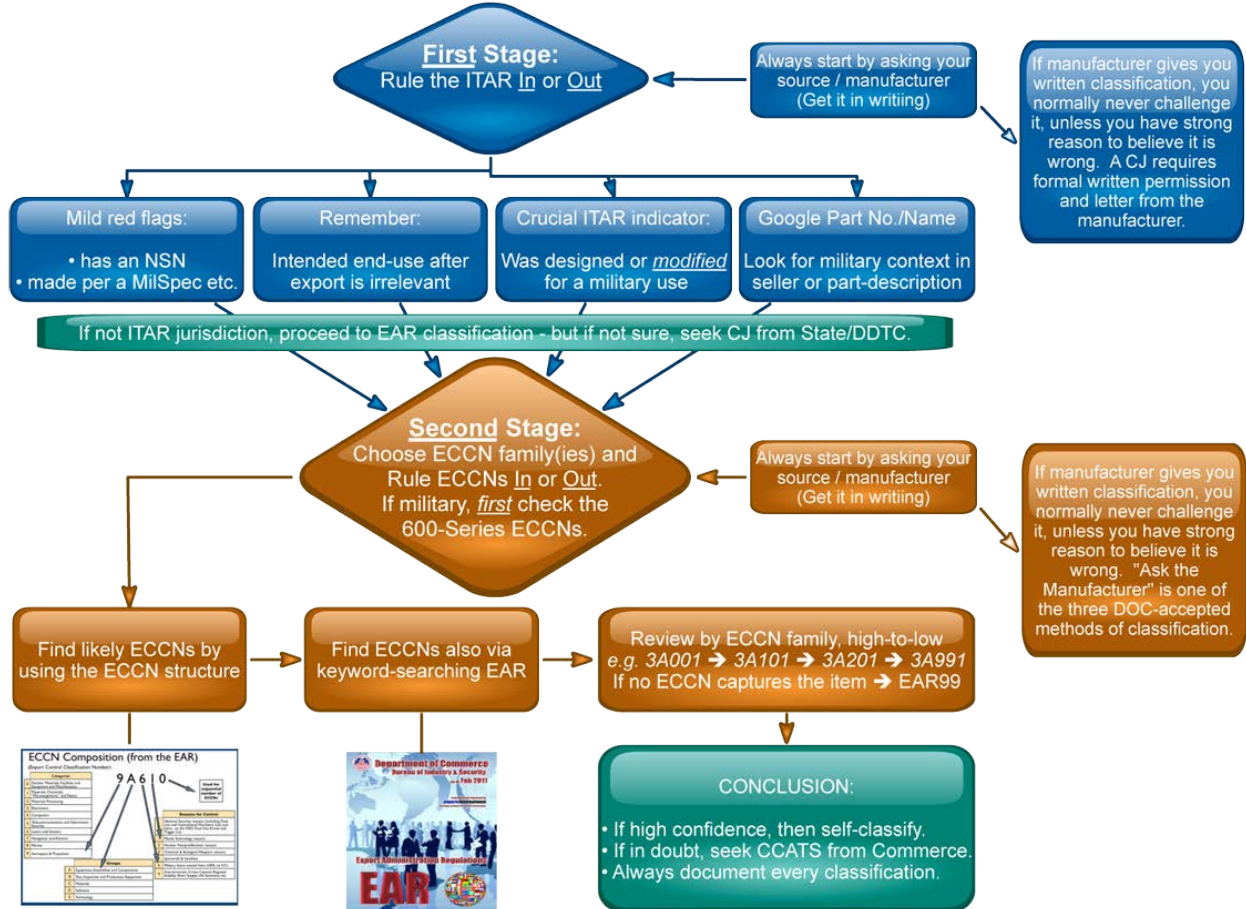 First Stage:
Rule the ITAR In or Out
Always start by asking your
source / manufacturer
(Get it in writiing)
If manufacturer gives you
written classification, you
normally never challenge
it, unless you have strong
reason to believe it is
wrong. A CJ requires
formal written permission
and letter from the
manufacturer.
Mild red flags:
• has an NSN
• made per a MilSpec etc.
Remember:
Intended end-use after
export is irrelevant
Crucial ITAR indicator:
Was designed or modified
for a military use
Google Part No./Name
Look for military context in
seller or part-description
If not ITAR jurisdiction, proceed to EAR classification - but if not sure, seek CJ from State/DDTC.
Second Stage:
Choose ECCN family(ies) and
Rule ECCNs In or Out.
If military, first check the
600-Series ECCNs.
Always start by asking your
source / manufacturer
(Get it in writiing)
If manufacturer gives you
written classification, you
normally never challenge
it, unless you have strong
reason to believe it is
wrong. "Ask the
Manufacturer" is one of
the three DOC-accepted
methods of classification.
Find likely ECCNs by
using the ECCN structure
Find ECCNs also via
keyword-searching EAR
Review by ECCN family, high-to-low
e.g. 3A001 ➔ 3A101 ➔ 3A201 ➔ 3A991
If no ECCN captures the item ➔ EAR99
ECCN Composition (from the EAR)
(Export Control Classification Number)
9A610
Categories
Reasons for Control
Groups
Department of Commerce
Bureau of Industry & Security
Feb 2011
Export Administration Regulations
EAR
CONCLUSION:
• If high confidence, then self-classify.
• If in doubt, seek CCATS from Commerce.
• Always document every classification.